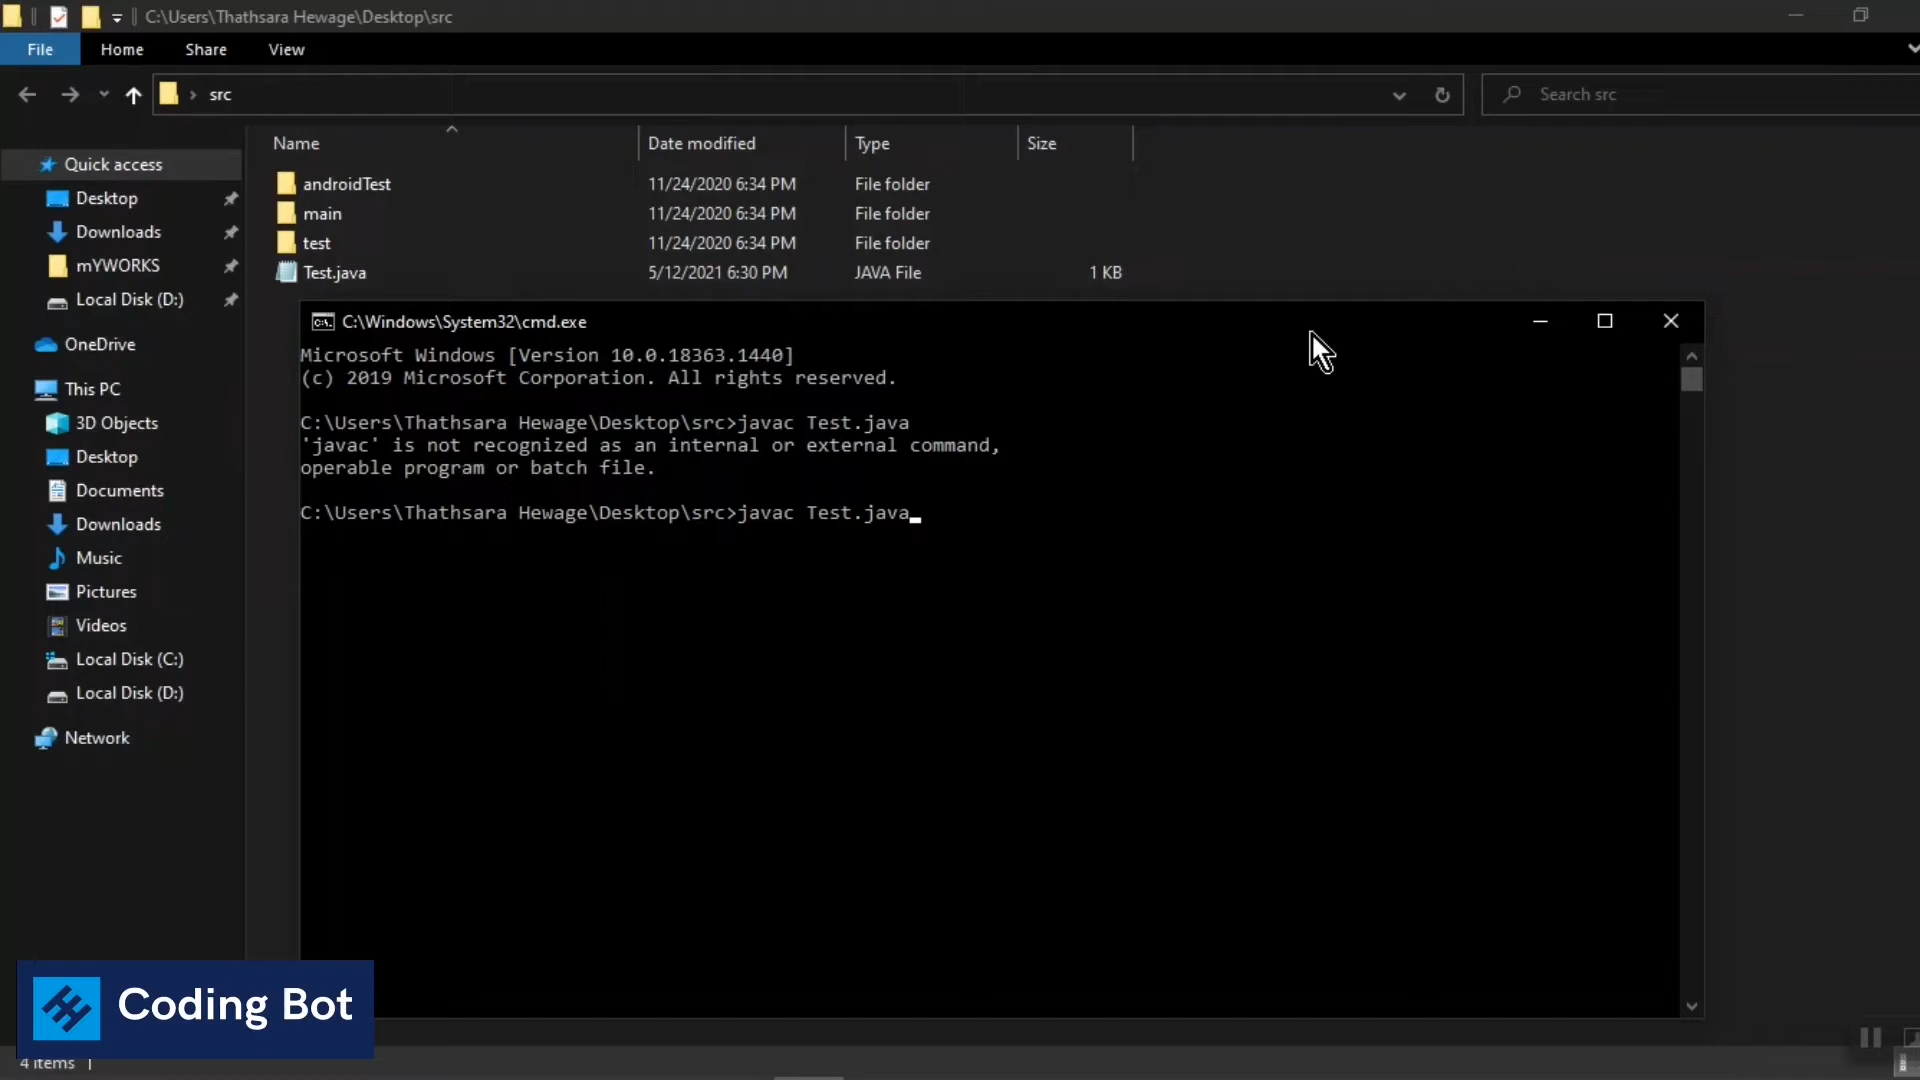 C:\Users\Thathsara Hewage\Desktop\src
File Home Share View
src
Search src
Name Date modified Type Size
Quick access
Desktop
Downloads
mYWORKS
Local Disk (D:)
OneDrive
This PC
3D Objects
Desktop
Documents
Downloads
Music
Pictures
Videos
Local Disk (C:)
Local Disk (D:)
Network
androidTest 11/24/2020 6:34 PM File folder
main 11/24/2020 6:34 PM File folder
test 11/24/2020 6:34 PM File folder
Test.java 5/12/2021 6:30 PM JAVA File 1 KB
C:\Windows\System32\cmd.exe
Microsoft Windows [Version 10.0.18363.1440]
(c) 2019 Microsoft Corporation. All rights reserved.
C:\Users\Thathsara Hewage\Desktop\src>javac Test.java
'javac' is not recognized as an internal or external command,
operable program or batch file.
C:\Users\Thathsara Hewage\Desktop\src>javac Test.java
Coding Bot
4 items